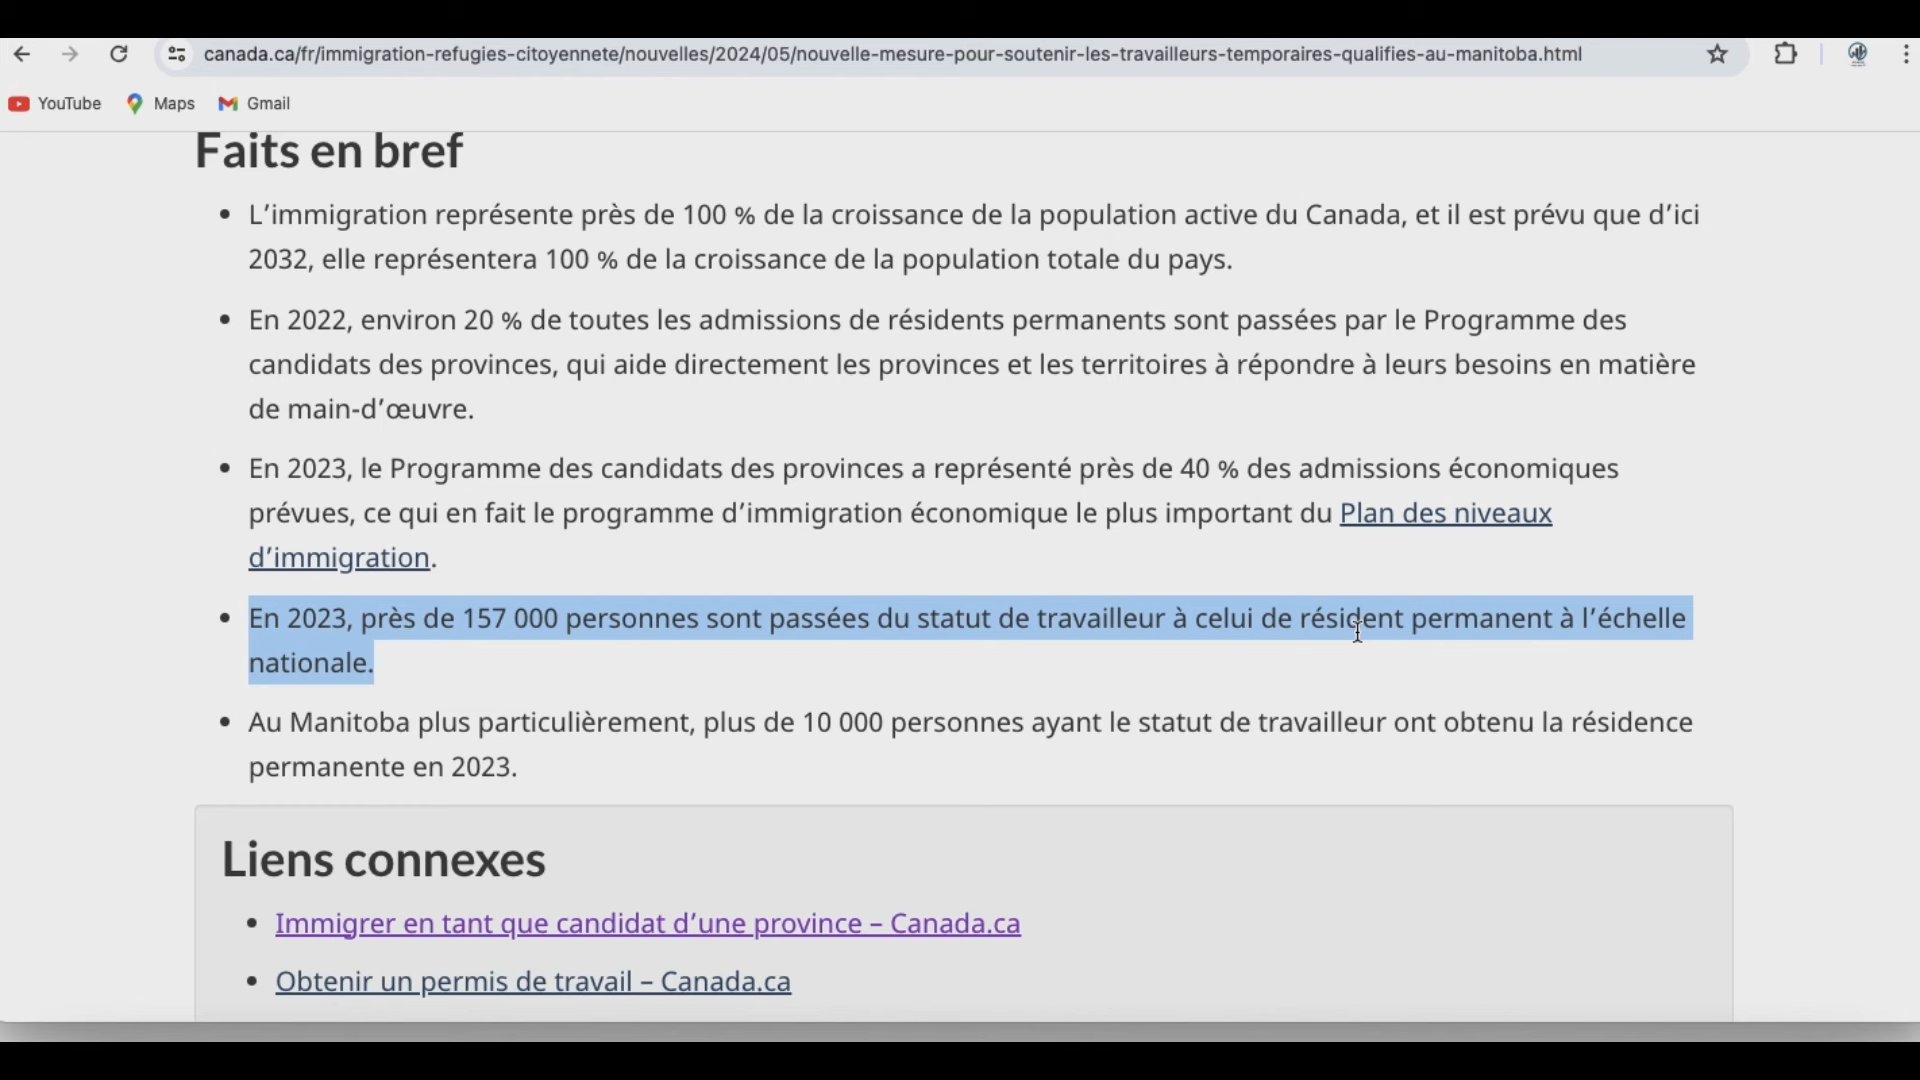 canada.ca/fr/immigration-refugies-citoyennete/nouvelles/2024/05/nouvelle-mesure-pour-soutenir-les-travailleurs-temporaires-qualifies-au-manitoba.html
YouTube Maps Gmail
Faits en bref
• L’immigration représente près de 100 % de la croissance de la population active du Canada, et il est prévu que d’ici
2032, elle représentera 100 % de la croissance de la population totale du pays.
• En 2022, environ 20 % de toutes les admissions de résidents permanents sont passées par le Programme des
candidats des provinces, qui aide directement les provinces et les territoires à répondre à leurs besoins en matière
de main-d’œuvre.
• En 2023, le Programme des candidats des provinces a représenté près de 40 % des admissions économiques
prévues, ce qui en fait le programme d’immigration économique le plus important du Plan des niveaux
d’immigration.
• En 2023, près de 157 000 personnes sont passées du statut de travailleur à celui de résident permanent à l’échelle
nationale.
• Au Manitoba plus particulièrement, plus de 10 000 personnes ayant le statut de travailleur ont obtenu la résidence
permanente en 2023.
Liens connexes
• Immigrer en tant que candidat d’une province – Canada.ca
• Obtenir un permis de travail – Canada.ca